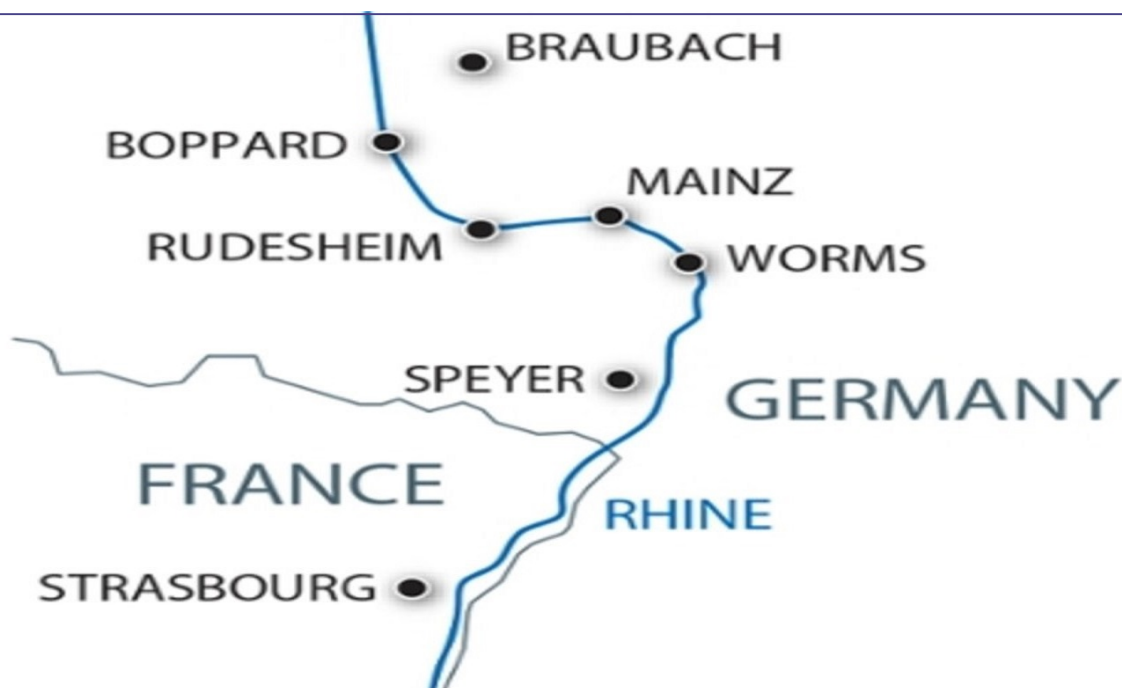 BRAUBACH
BOPPARD
MAINZ
RUDESHEIM
WORMS
SPEYER
GERMANY
FRANCE
RHINE
STRASBOURG